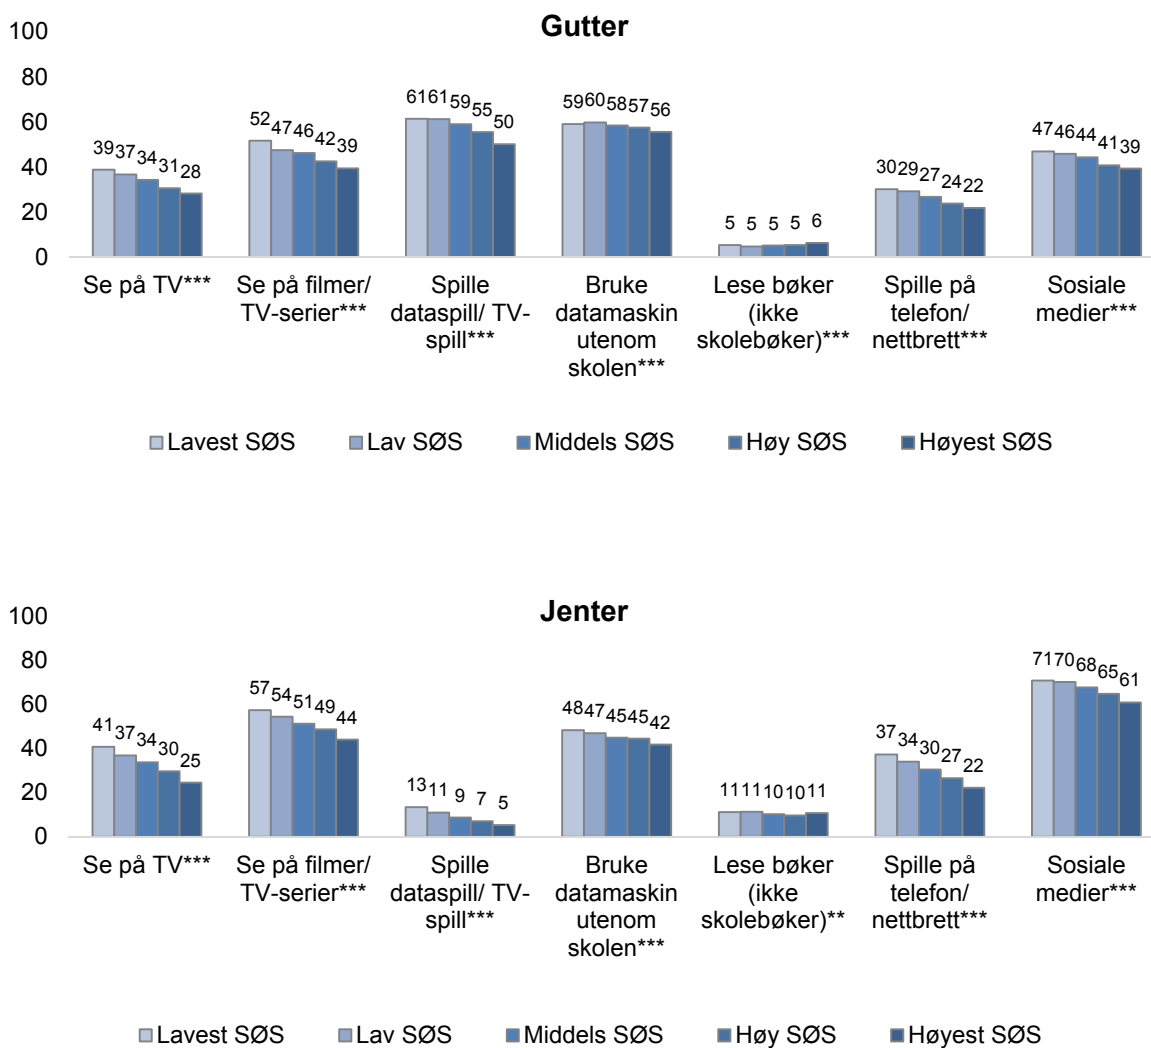 Gutter
100
80
60
40
20
0
39 37 34 31 28
52 47 46 42 39
61 61 59 55 50
59 60 58 57 56
5 5 5 5 6
30 29 27 24 22
47 46 44 41 39
Se på TV***
Se på filmer/
TV-serier***
Spille
dataspill/ TV-
spill***
Bruke
datamaskin
utenom
skolen***
Lese bøker
(ikke
skolebøker)***
Spille på
telefon/
nettbrett***
Sosiale
medier***
Lavest SØS Lav SØS Middels SØS Høy SØS Høyest SØS
Jenter
100
80
60
40
20
0
41 37 34 30 25
57 54 51 49 44
13 11 9 7 5
48 47 45 45 42
11 11 10 10 11
37 34 30 27 22
71 70 68 65 61
Se på TV***
Se på filmer/
TV-serier***
Spille
dataspill/ TV-
spill***
Bruke
datamaskin
utenom
skolen***
Lese bøker
(ikke
skolebøker)**
Spille på
telefon/
nettbrett***
Sosiale
medier***
Lavest SØS Lav SØS Middels SØS Høy SØS Høyest SØS